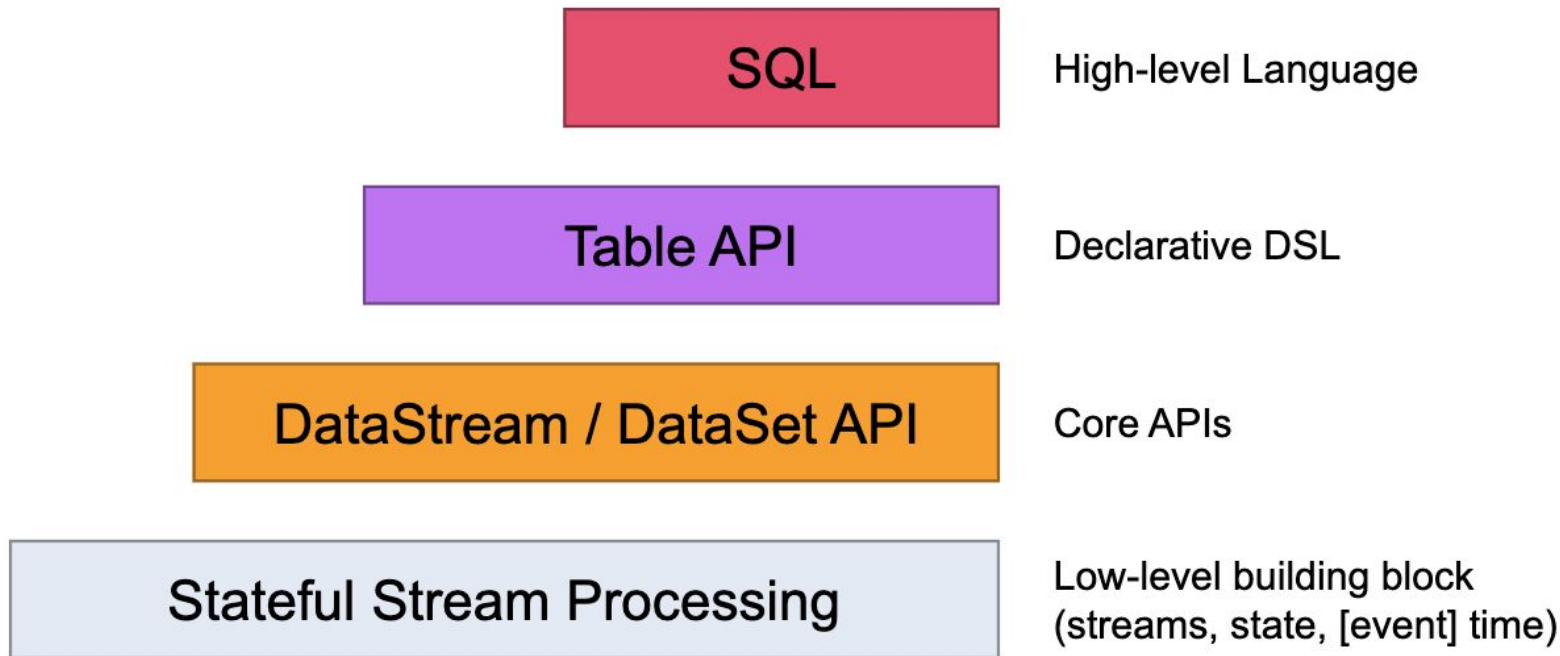 SQL
High-level Language
Table API
Declarative DSL
DataStream / DataSet API
Core APIs
Stateful Stream Processing
Low-level building block
(streams, state, [event] time)